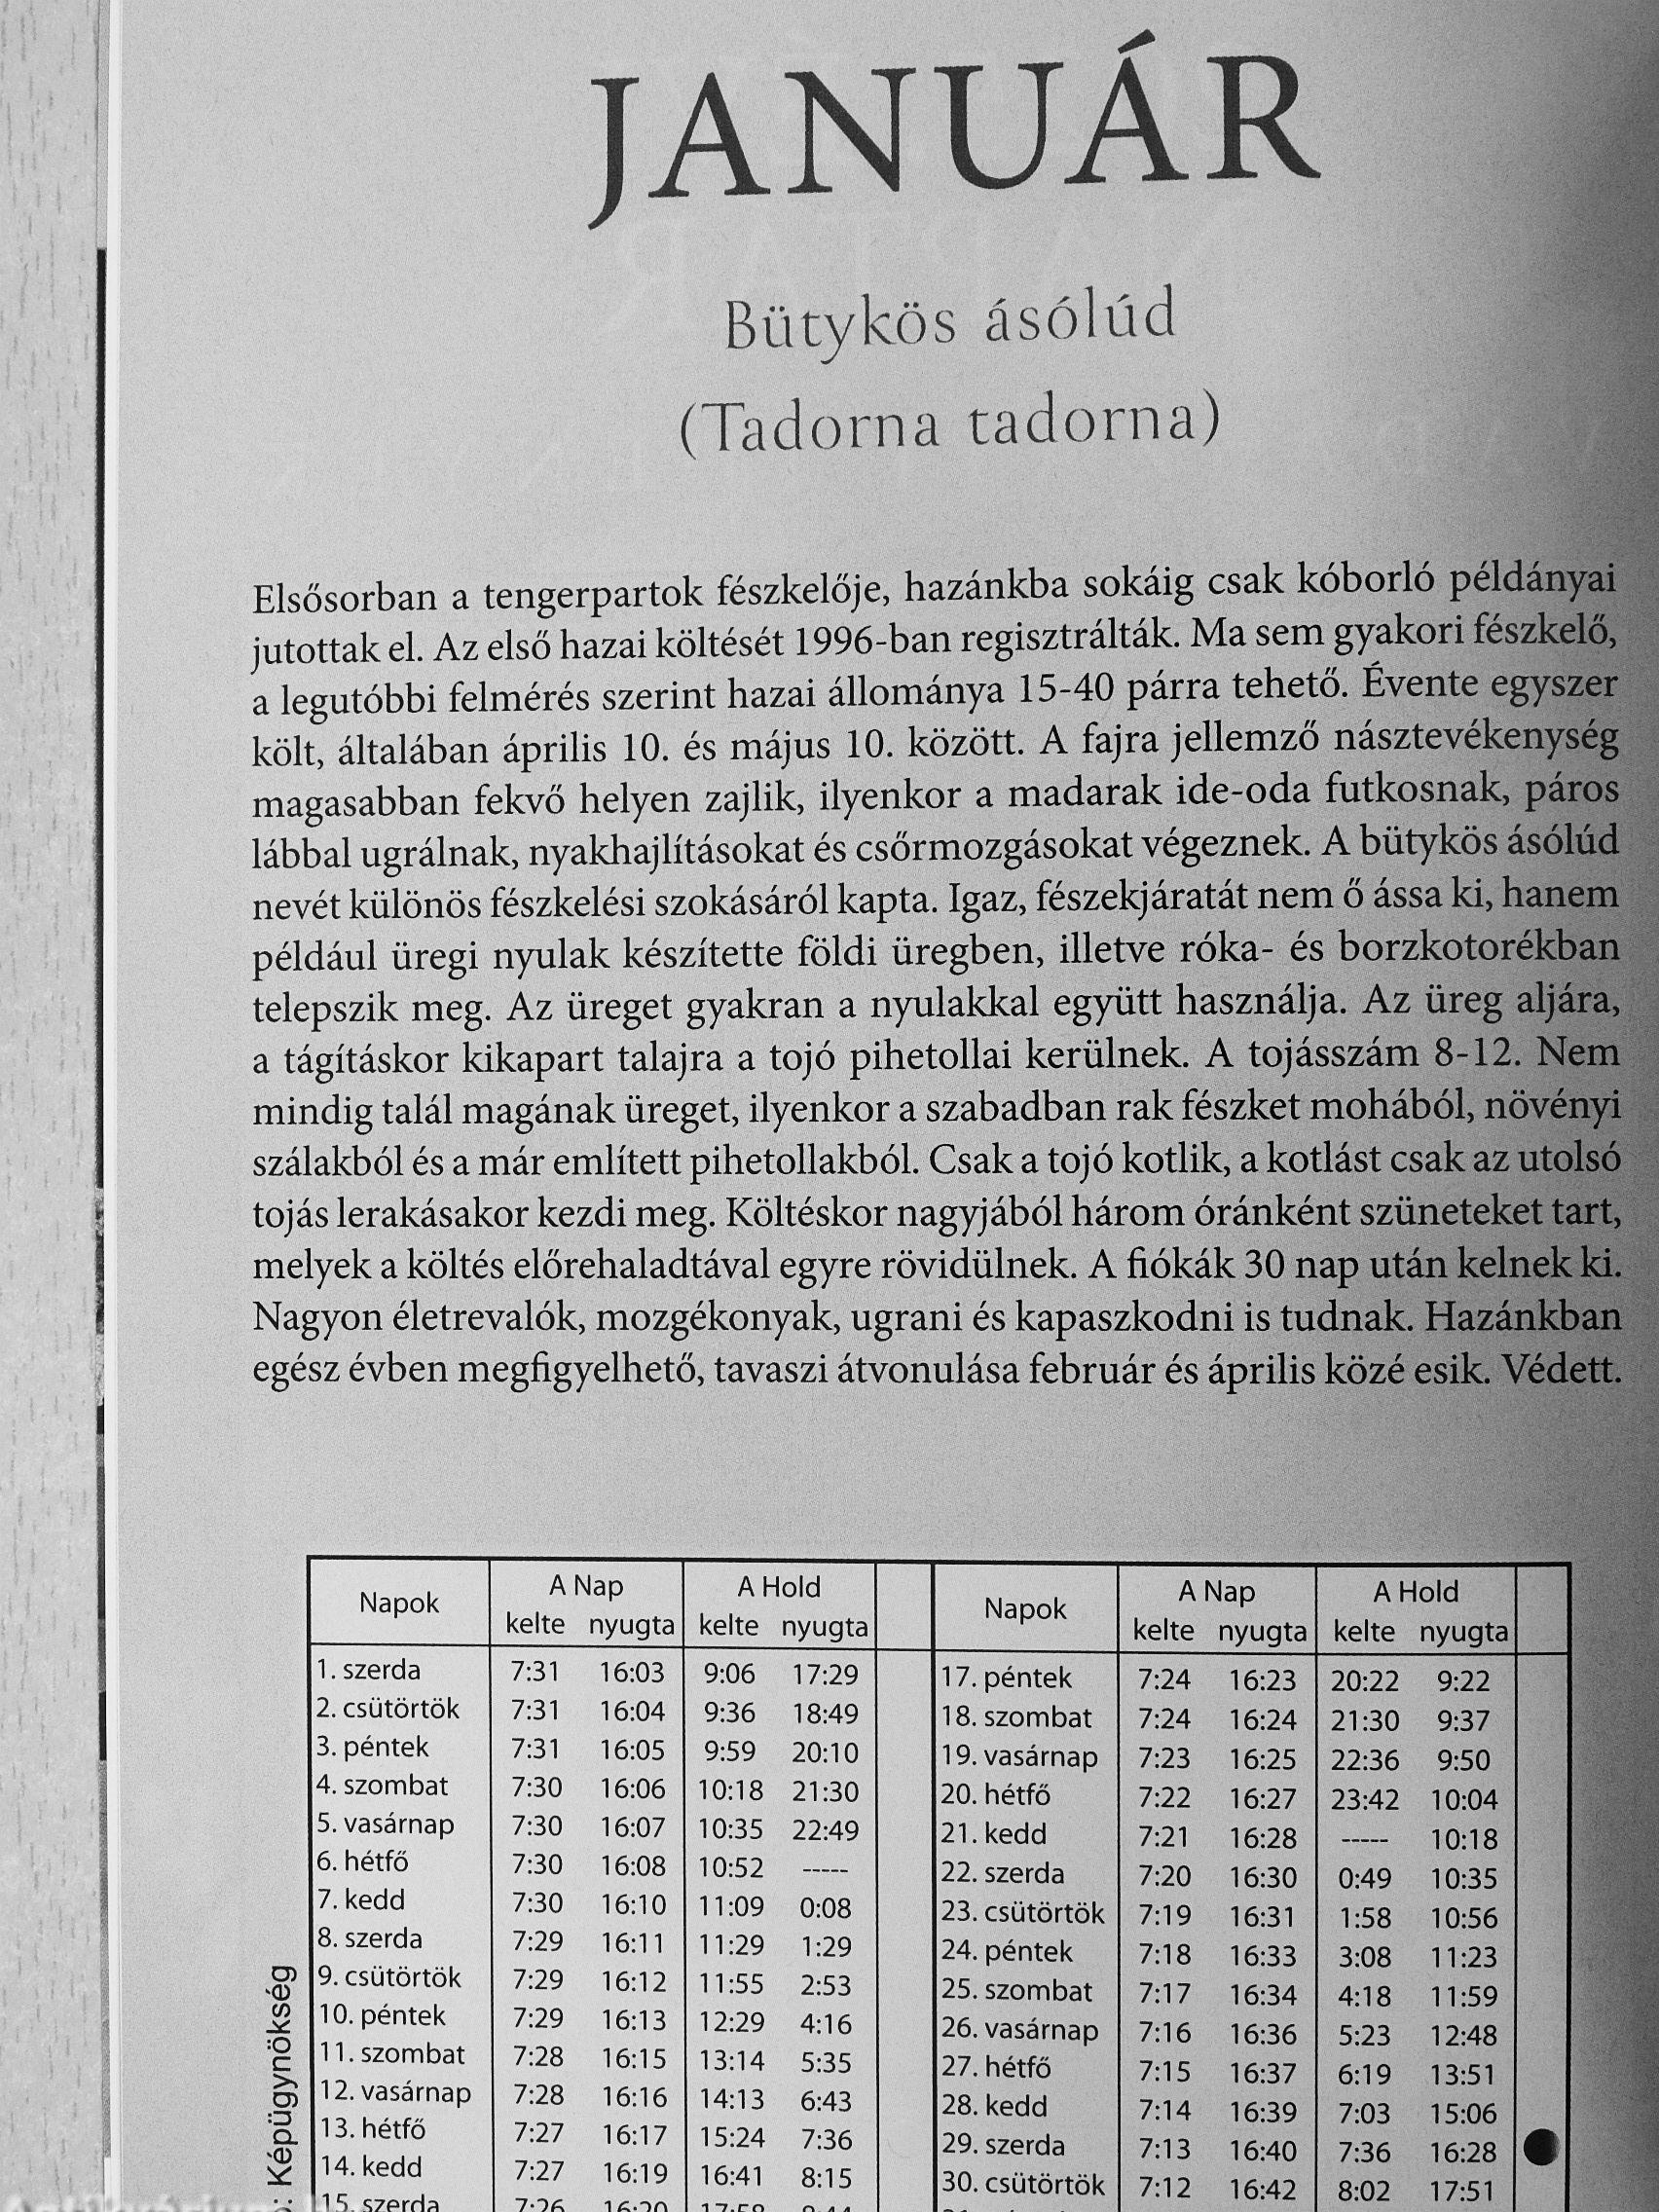 JANUÁR
Bütykös ásólúd
(Tadorna tadorna)
Elsősorban a tengerpartok fészkelője, hazánkba sokáig csak kóborló példányai
jutottak el. Az első hazai költését 1996-ban regisztrálták. Ma sem gyakori fészkelő,
a legutóbbi felmérés szerint hazai állománya 15-40 párra tehető. Évente egyszer
költ, általában április 10. és május 10. között. A fajra jellemző násztevékenység
magasabban fekvő helyen zajlik, ilyenkor a madarak ide-oda futkosnak, páros
lábbal ugrálnak, nyakhajlításokat és csőrmozgásokat végeznek. A bütykös ásólúd
nevét különös fészkelési szokásáról kapta. Igaz, fészekjáratát nem ő ássa ki, hanem
például üregi nyulak készítette földi üregben, illetve róka- és borzkotorékban
telepszik meg. Az üreget gyakran a nyulakkal együtt használja. Az üreg aljára,
a tágításkor kikapart talajra a tojó pihetollai kerülnek. A tojásszám 8-12. Nem
mindig talál magának üreget, ilyenkor a szabadban rak fészket mohából, növényi
szálakból és a már említett pihetollakból. Csak a tojó kotlik, a kotlást csak az utolsó
tojás lerakásakor kezdi meg. Költéskor nagyjából három óránként szüneteket tart,
melyek a költés előrehaladtával egyre rövidülnek. A fiókák 30 nap után kelnek ki.
Nagyon életrevalók, mozgékonyak, ugrani és kapaszkodni is tudnak. Hazánkban
egész évben megfigyelhető, tavaszi átvonulása február és április közé esik. Védett.
Napok A Nap A Hold Napok A Nap A Hold
kelte nyugta kelte nyugta kelte nyugta kelte nyugta
1. szerda 7:31 16:03 9:06 17:29 17. péntek 7:24 16:23 20:22 9:22
2. csütörtök 7:31 16:04 9:36 18:49 18. szombat 7:24 16:24 21:30 9:37
3. péntek 7:31 16:05 9:59 20:10 19. vasárnap 7:23 16:25 22:36 9:50
4. szombat 7:30 16:06 10:18 21:30 20. hétfő 7:22 16:27 23:42 10:04
5. vasárnap 7:30 16:07 10:35 22:49 21. kedd 7:21 16:28 ----- 10:18
6. hétfő 7:30 16:08 10:52 ----- 22. szerda 7:20 16:30 0:49 10:35
7. kedd 7:30 16:10 11:09 0:08 23. csütörtök 7:19 16:31 1:58 10:56
8. szerda 7:29 16:11 11:29 1:29 24. péntek 7:18 16:33 3:08 11:23
9. csütörtök 7:29 16:12 11:55 2:53 25. szombat 7:17 16:34 4:18 11:59
10. péntek 7:29 16:13 12:29 4:16 26. vasárnap 7:16 16:36 5:23 12:48
11. szombat 7:28 16:15 13:14 5:35 27. hétfő 7:15 16:37 6:19 13:51
12. vasárnap 7:28 16:16 14:13 6:43 28. kedd 7:14 16:39 7:03 15:06
13. hétfő 7:27 16:17 15:24 7:36 29. szerda 7:13 16:40 7:36 16:28
14. kedd 7:27 16:19 16:41 8:15 30. csütörtök 7:12 16:42 8:02 17:51
15. szerda 7:26 16:20
: Képügynökség